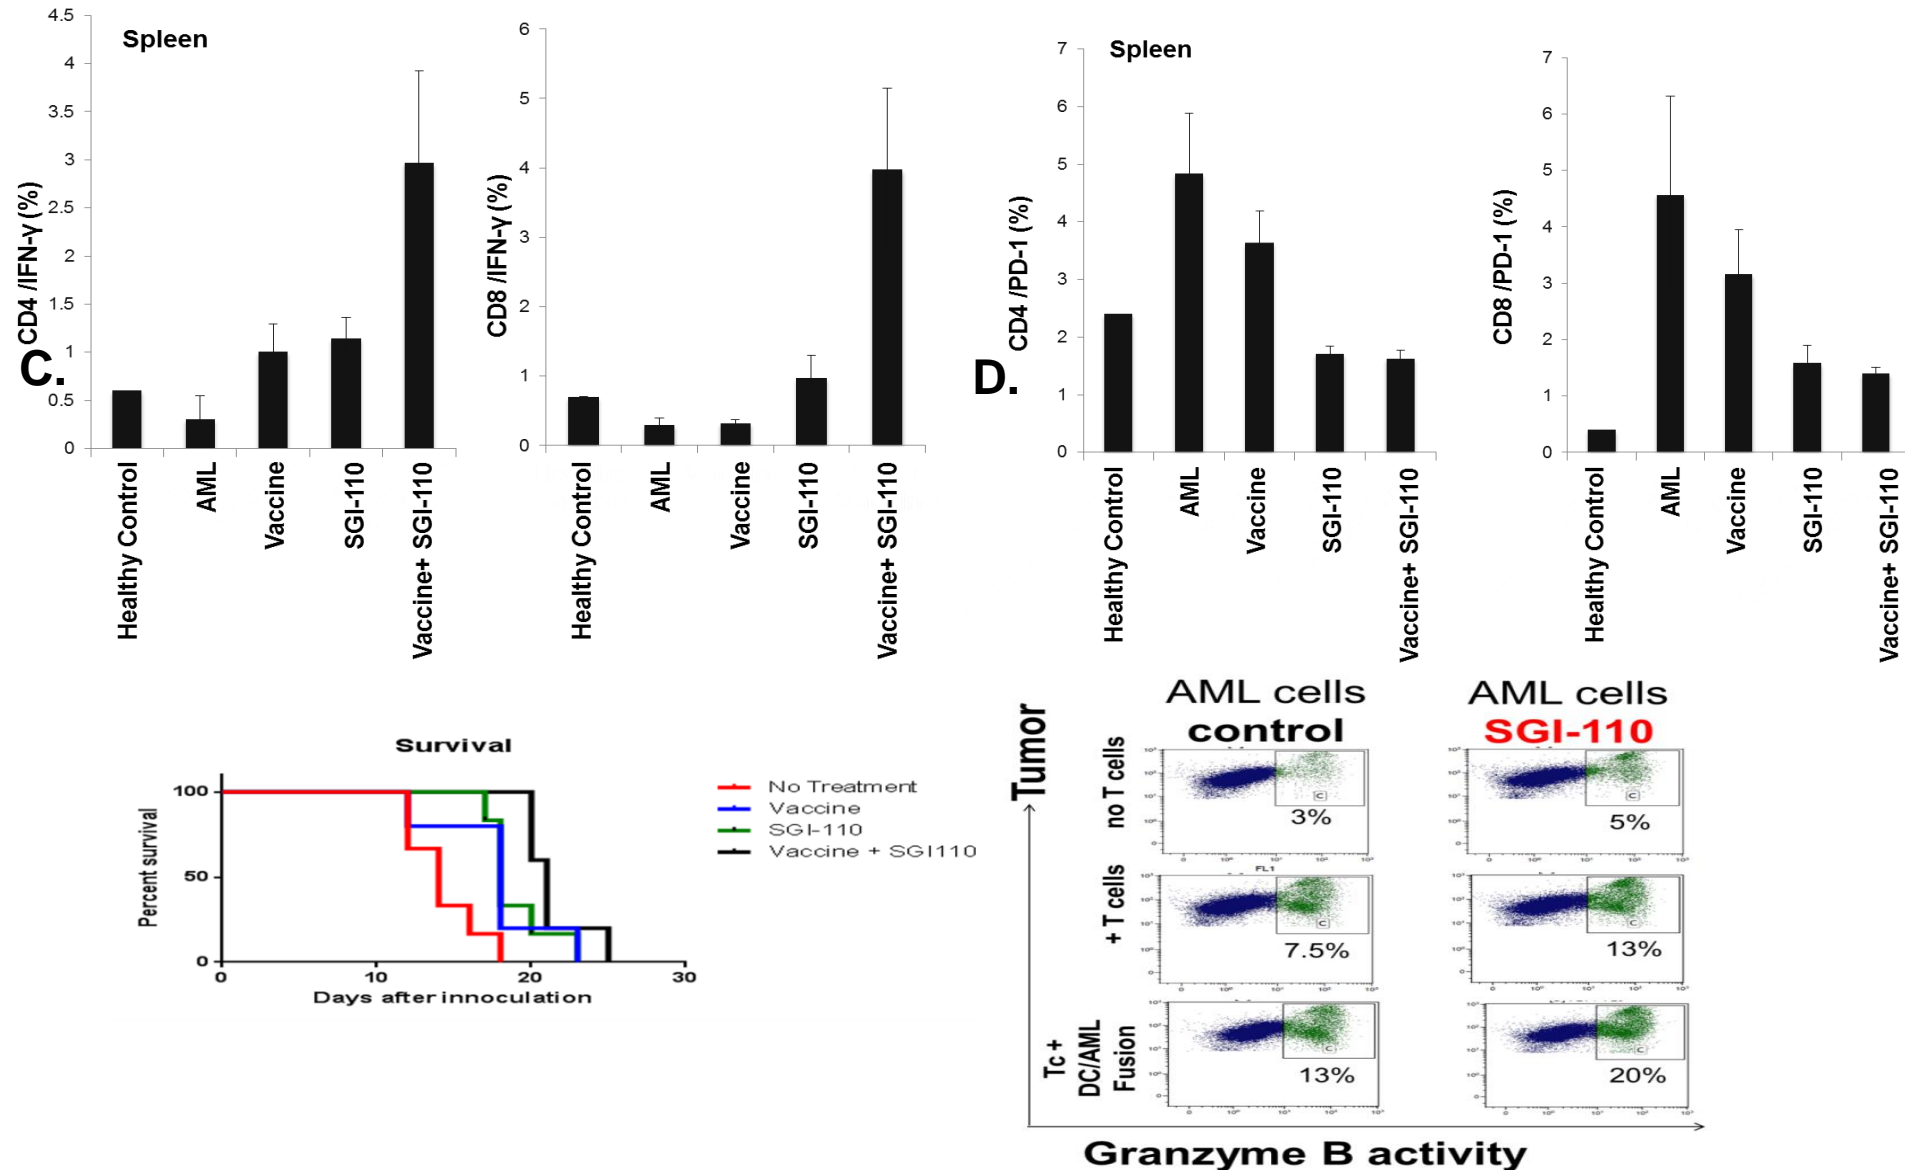 Spleen
4.5
4
3.5
3
2.5
2
1.5
1
0.5
0
CD4 /IFN-γ (%)
Healthy Control
AML
Vaccine
SGI-110
Vaccine+ SGI-110
6
5
4
3
2
1
0
CD8 /IFN-γ (%)
Healthy Control
AML
Vaccine
SGI-110
Vaccine+ SGI-110
Spleen
7
6
5
4
3
2
1
0
CD4 /PD-1 (%)
Healthy Control
AML
Vaccine
SGI-110
Vaccine+ SGI-110
7
6
5
4
3
2
1
0
CD8 /PD-1 (%)
Healthy Control
AML
Vaccine
SGI-110
Vaccine+ SGI-110
C.
D.
Survival
100
50
0
Percent survival
0 10 20 30
Days after innoculation
No Treatment
Vaccine
SGI-110
Vaccine + SGI110
AML cells
control
AML cells
SGI-110
Tumor
no T cells
C
3%
C
5%
FL1
+ T cells
C
7.5%
C
13%
Tc +
DC/AML
Fusion
C
13%
C
20%
Granzyme B activity